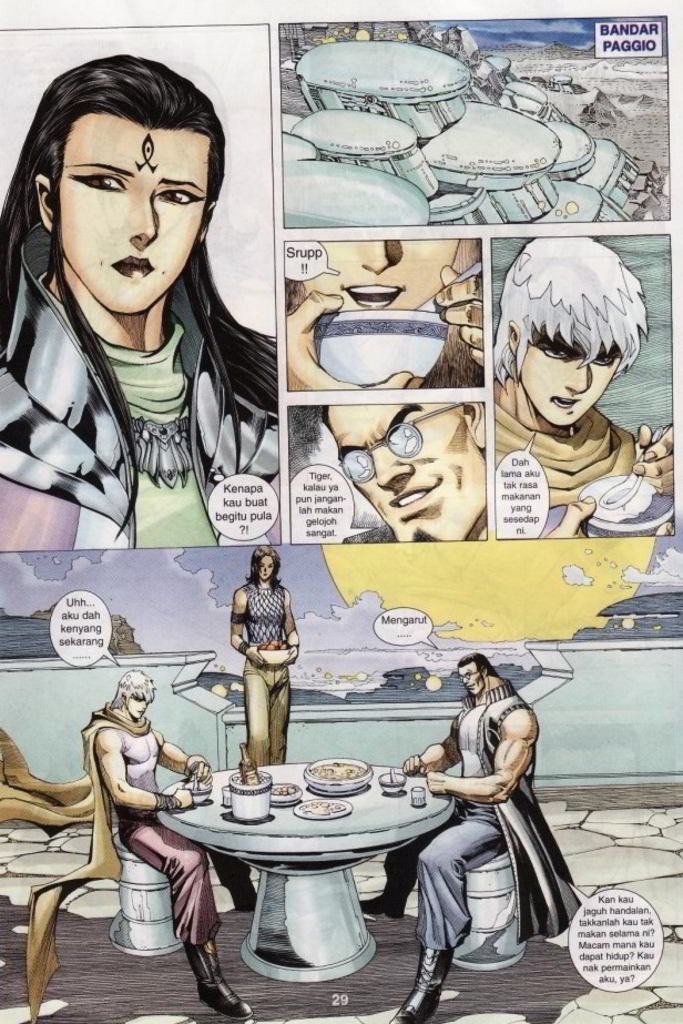 BANDAR
PAGGIO
Kenapa
kau buat
begitu pula
?!
Srupp
!!
Tiger,
kalau ya
pun jangan-
lah makan
gelojoh
sangat.
Dah
lama aku
tak rasa
makanan
yang
sesedap
ni.
Uhh...
aku dah
kenyang
sekarang
......
Mengarut
.....
Kan kau
jaguh handalan,
takkanlah kau tak
makan selama ni?
Macam mana kau
dapat hidup? Kau
nak permainkan
aku, ya?
29